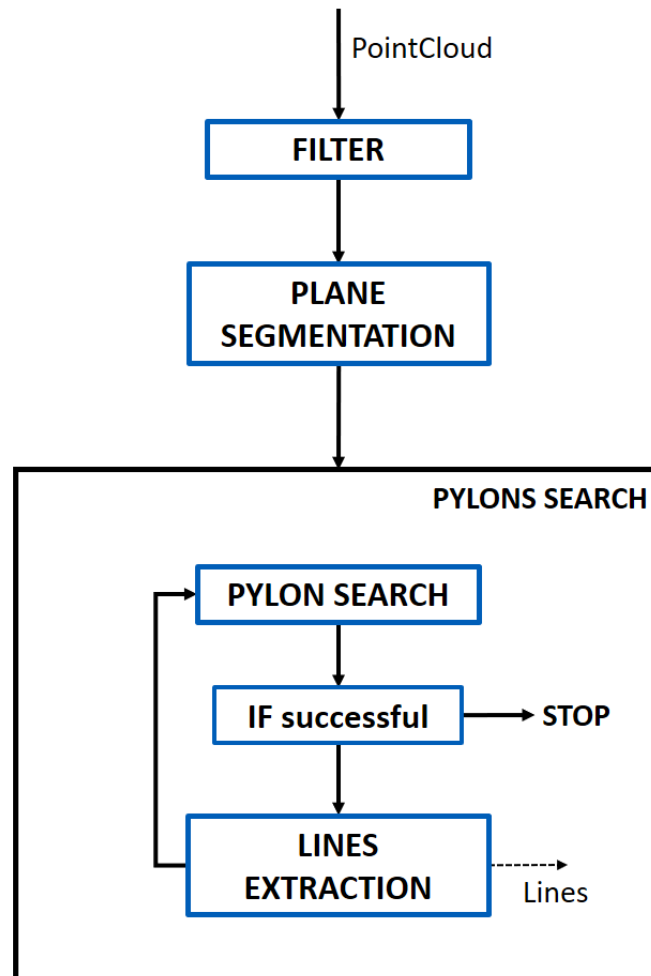 PointCloud
FILTER
PLANE
SEGMENTATION
PYLONS SEARCH
PYLON SEARCH
IF successful
STOP
LINES
EXTRACTION
Lines